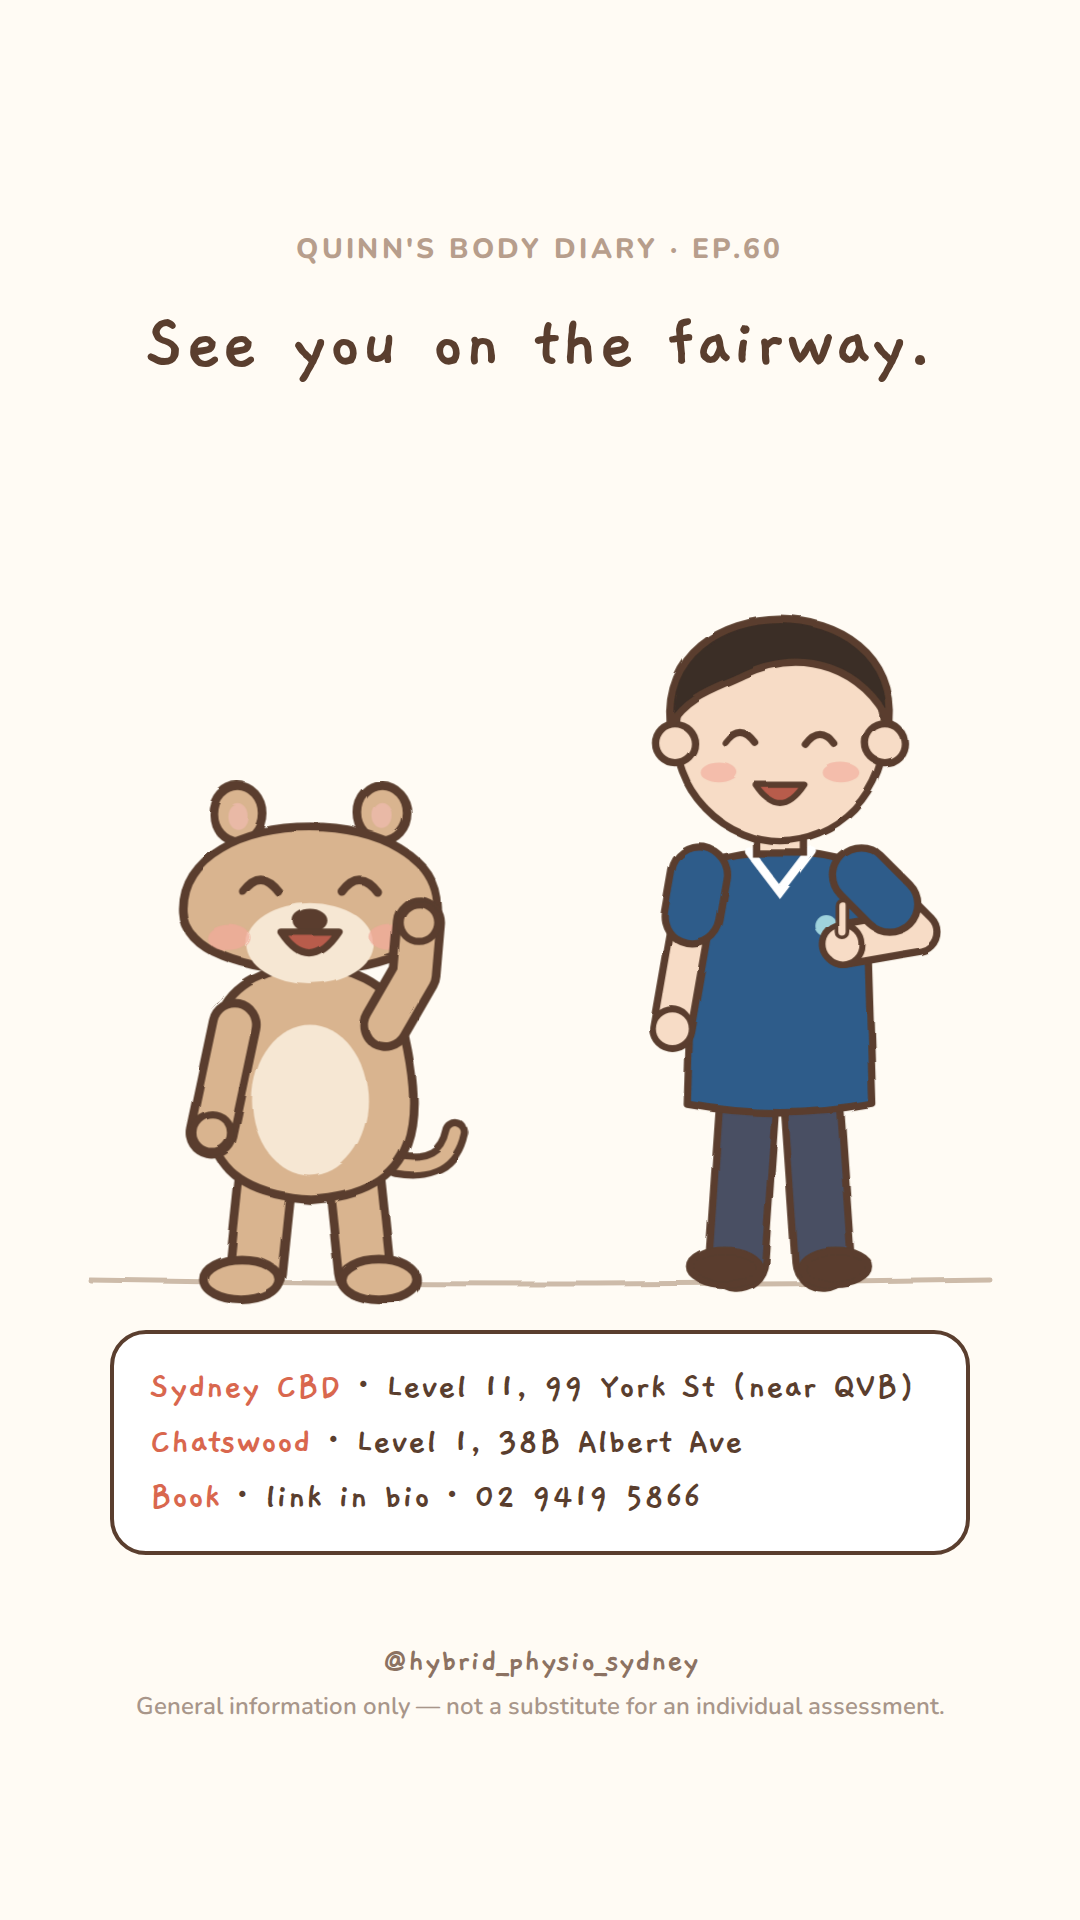 QUINN'S BODY DIARY · EP.60
See you on the fairway.
Sydney CBD · Level 11, 99 York St (near QVB)
Chatswood · Level 1, 38B Albert Ave
Book · link in bio · 02 9419 5866
@hybrid_physio_sydney
General information only — not a substitute for an individual assessment.